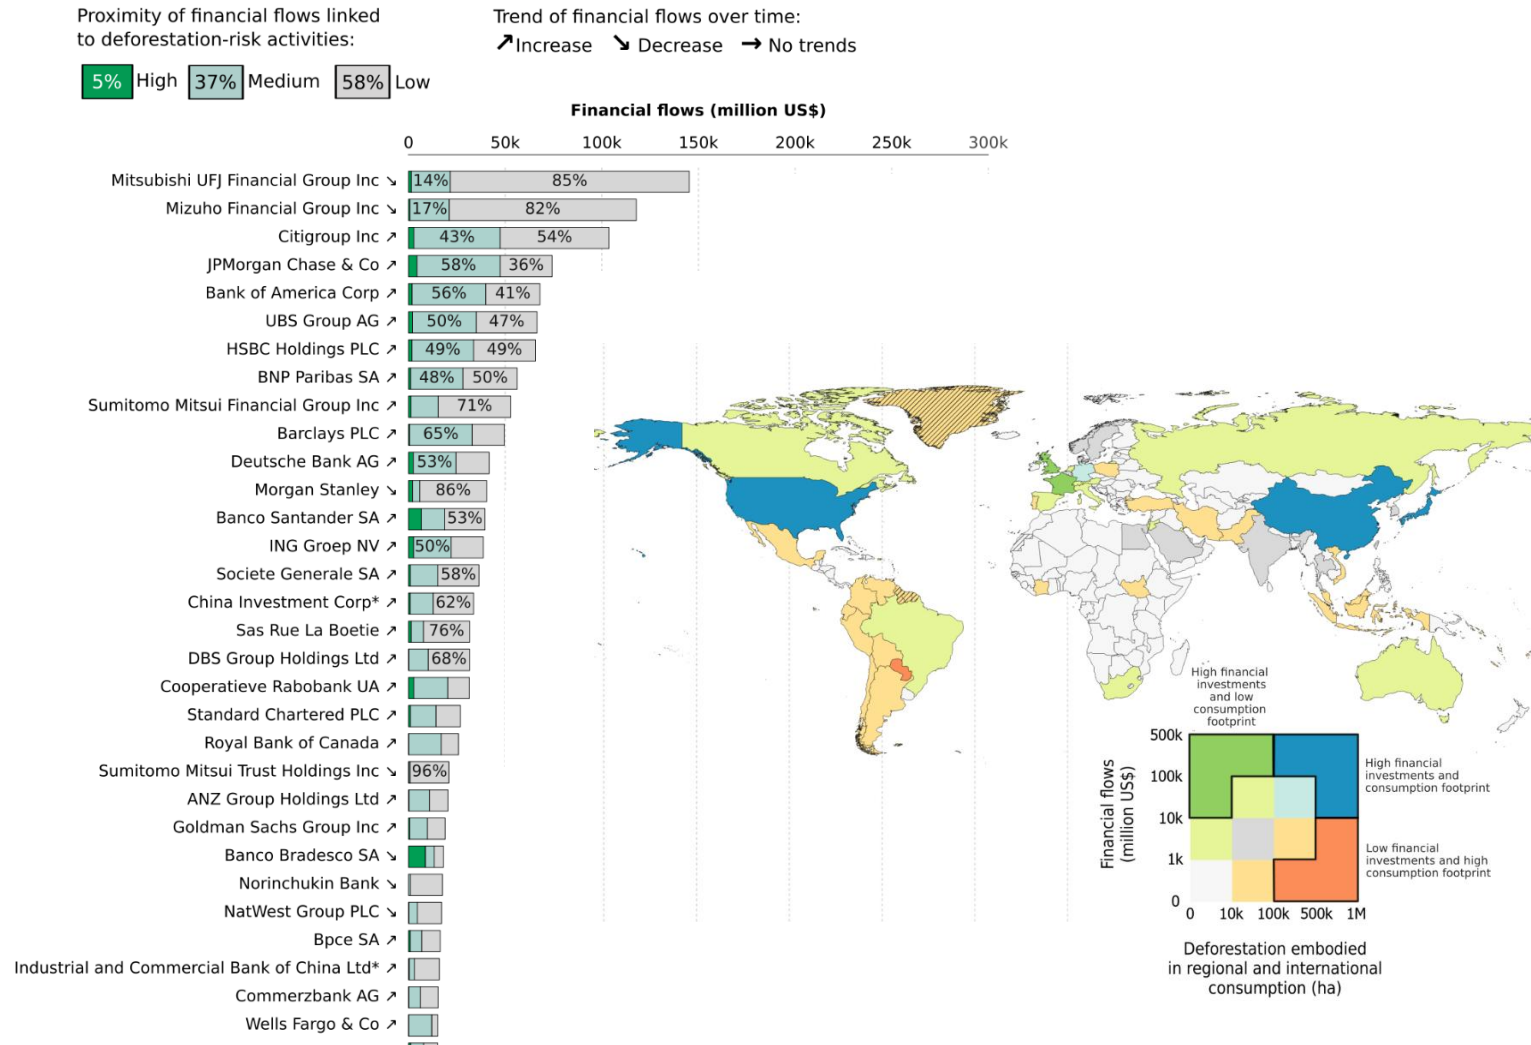 Proximity of financial flows linked
to deforestation-risk activities:
5% High 37% Medium 58% Low
Trend of financial flows over time:
↗Increase ↘ Decrease → No trends
Financial flows (million US$)
0 50k 100k 150k 200k 250k 300k
Mitsubishi UFJ Financial Group Inc ↘ 14% 85%
Mizuho Financial Group Inc ↘ 17% 82%
Citigroup Inc ↗ 43% 54%
JPMorgan Chase & Co ↗ 58% 36%
Bank of America Corp ↗ 56% 41%
UBS Group AG ↗ 50% 47%
HSBC Holdings PLC ↗ 49% 49%
BNP Paribas SA ↗ 48% 50%
Sumitomo Mitsui Financial Group Inc ↗ 71%
Barclays PLC ↗ 65%
Deutsche Bank AG ↗ 53%
Morgan Stanley ↘ 86%
Banco Santander SA ↗ 53%
ING Groep NV ↗ 50%
Societe Generale SA ↗ 58%
China Investment Corp* ↗ 62%
Sas Rue La Boetie ↗ 76%
DBS Group Holdings Ltd ↗ 68%
Cooperatieve Rabobank UA ↗
Standard Chartered PLC ↗
Royal Bank of Canada ↗
Sumitomo Mitsui Trust Holdings Inc ↘ 96%
ANZ Group Holdings Ltd ↗
Goldman Sachs Group Inc ↗
Banco Bradesco SA ↘
Norinchukin Bank ↘
NatWest Group PLC ↘
Bpce SA ↗
Industrial and Commercial Bank of China Ltd* ↗
Commerzbank AG ↗
Wells Fargo & Co ↗
High financial
investments
and low
consumption
footprint
500k
100k
10k
1k
0
Financial flows
(million US$)
High financial
investments and
consumption footprint
Low financial
investments and high
consumption footprint
0 10k 100k 500k 1M
Deforestation embodied
in regional and international
consumption (ha)